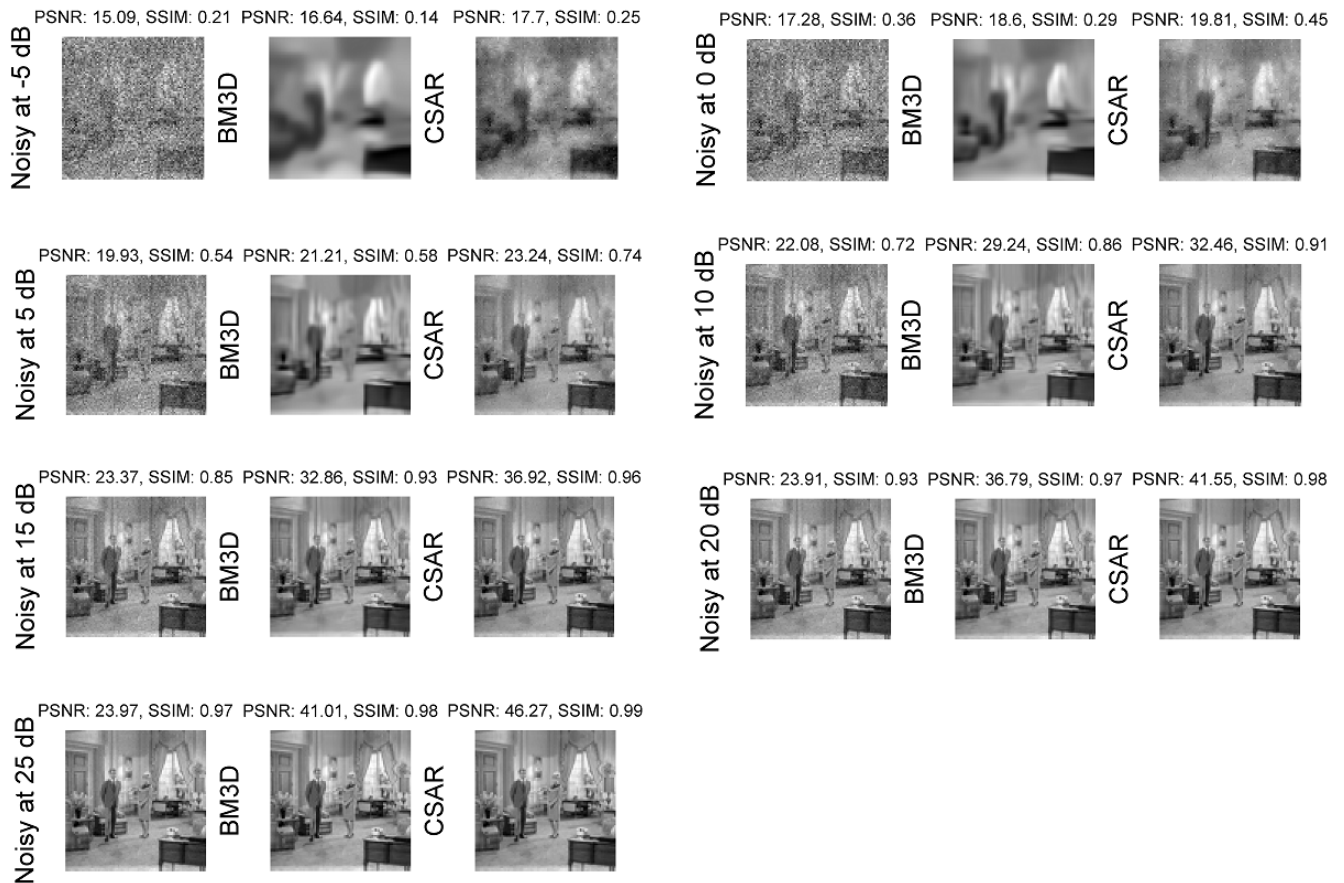 PSNR: 15.09, SSIM: 0.21 PSNR: 16.64, SSIM: 0.14 PSNR: 17.7, SSIM: 0.25
Noisy at -5 dB
BM3D
CSAR
PSNR: 17.28, SSIM: 0.36 PSNR: 18.6, SSIM: 0.29 PSNR: 19.81, SSIM: 0.45
Noisy at 0 dB
BM3D
CSAR
PSNR: 19.93, SSIM: 0.54 PSNR: 21.21, SSIM: 0.58 PSNR: 23.24, SSIM: 0.74
Noisy at 5 dB
BM3D
CSAR
PSNR: 22.08, SSIM: 0.72 PSNR: 29.24, SSIM: 0.86 PSNR: 32.46, SSIM: 0.91
Noisy at 10 dB
BM3D
CSAR
PSNR: 23.37, SSIM: 0.85 PSNR: 32.86, SSIM: 0.93 PSNR: 36.92, SSIM: 0.96
Noisy at 15 dB
BM3D
CSAR
PSNR: 23.91, SSIM: 0.93 PSNR: 36.79, SSIM: 0.97 PSNR: 41.55, SSIM: 0.98
Noisy at 20 dB
BM3D
CSAR
PSNR: 23.97, SSIM: 0.97 PSNR: 41.01, SSIM: 0.98 PSNR: 46.27, SSIM: 0.99
Noisy at 25 dB
BM3D
CSAR